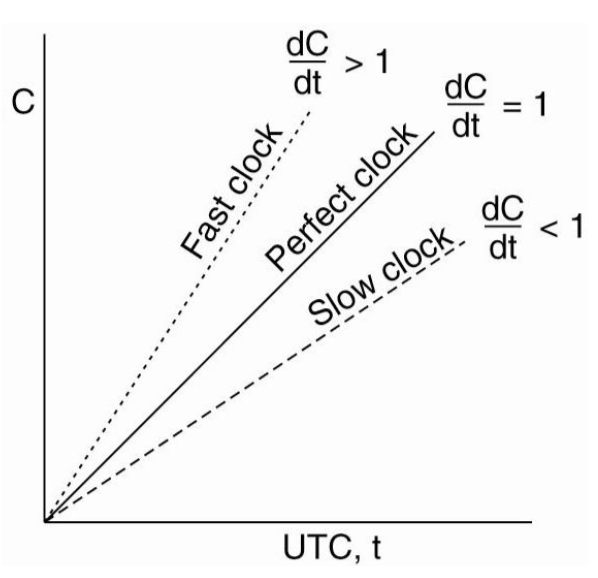 C
dC
dt
> 1
dC
dt
= 1
dC
dt
< 1
Fast clock
Perfect clock
Slow clock
UTC, t